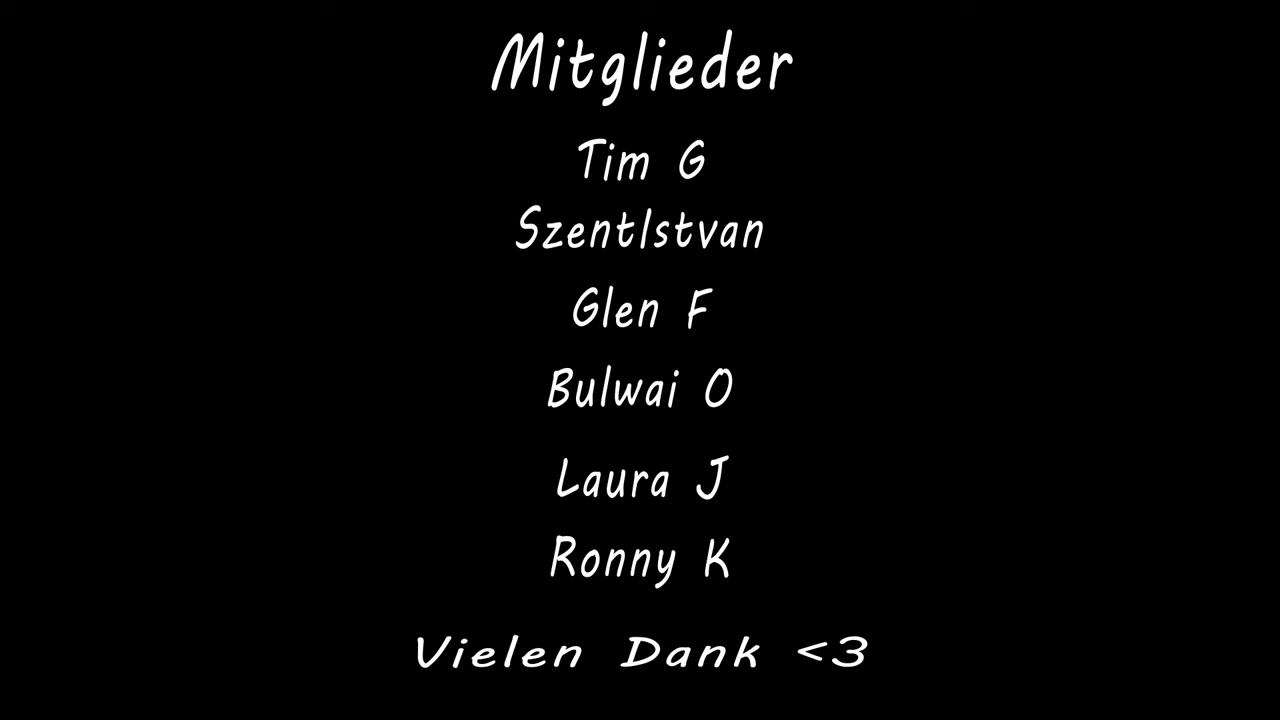 Mitglieder
Tim G
SzentIstvan
Glen F
Bulwai O
Laura J
Ronny K
Vielen Dank <3